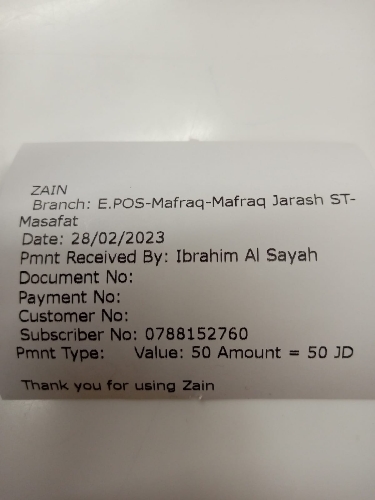 ZAIN
Branch: E.POS-Mafraq-Mafraq Jarash ST-
Masafat
Date: 28/02/2023
Pmnt Received By: Ibrahim Al Sayah
Document No:
Payment No:
Customer No:
Subscriber No: 0788152760
Pmnt Type: Value: 50 Amount = 50 JD
Thank you for using Zain